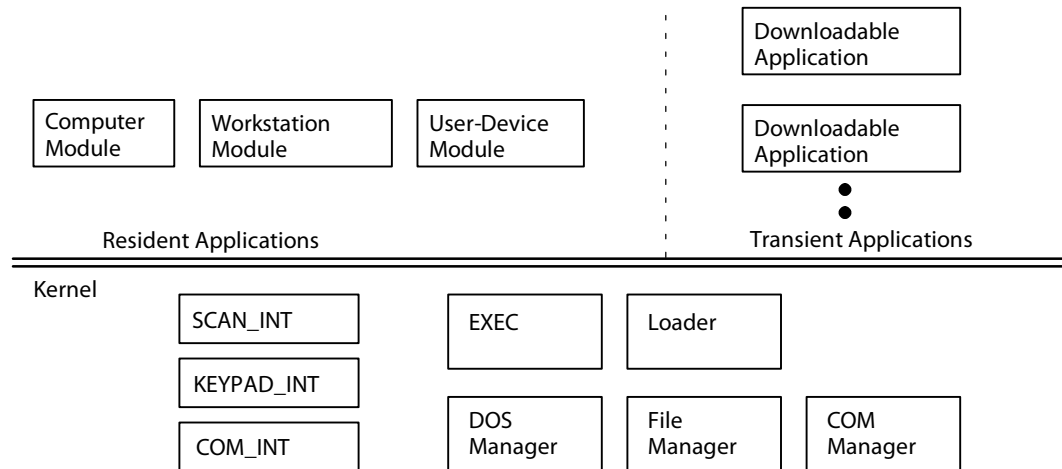 Downloadable
Application
Computer
Module
Workstation
Module
User-Device
Module
Downloadable
Application
Resident Applications
Transient Applications
Kernel
SCAN_INT
EXEC
Loader
KEYPAD_INT
DOS
Manager
File
Manager
COM
Manager
COM_INT